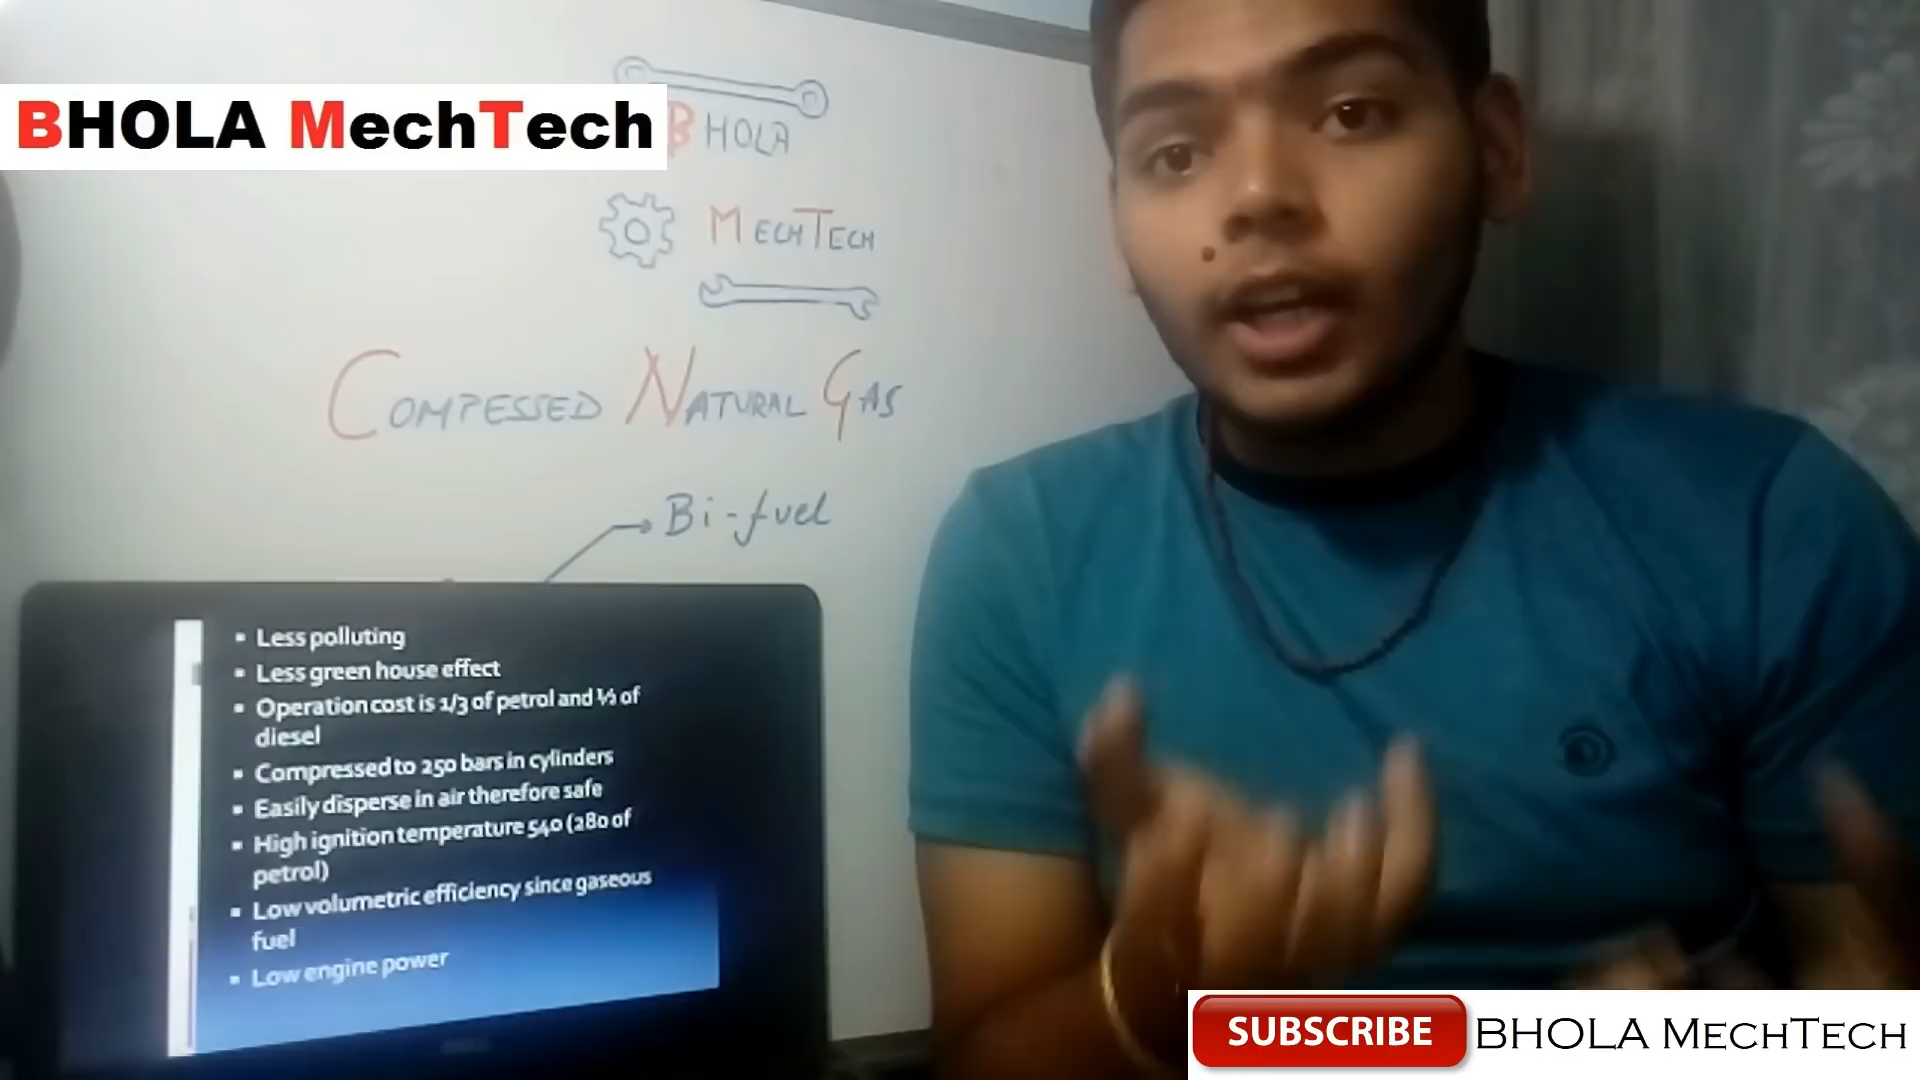 BHOLA MechTech
BHOLA
MECHTECH
COMPESSED NATURAL GAS
Bi-fuel
Less polluting
Less green house effect
Operation cost is 1/3 of petrol and ½ of
diesel
Compressed to 250 bars in cylinders
Easily disperse in air therefore safe
High ignition temperature 540 (280 of
petrol)
Low volumetric efficiency since gaseous
fuel
Low engine power
SUBSCRIBE BHOLA MECHTECH